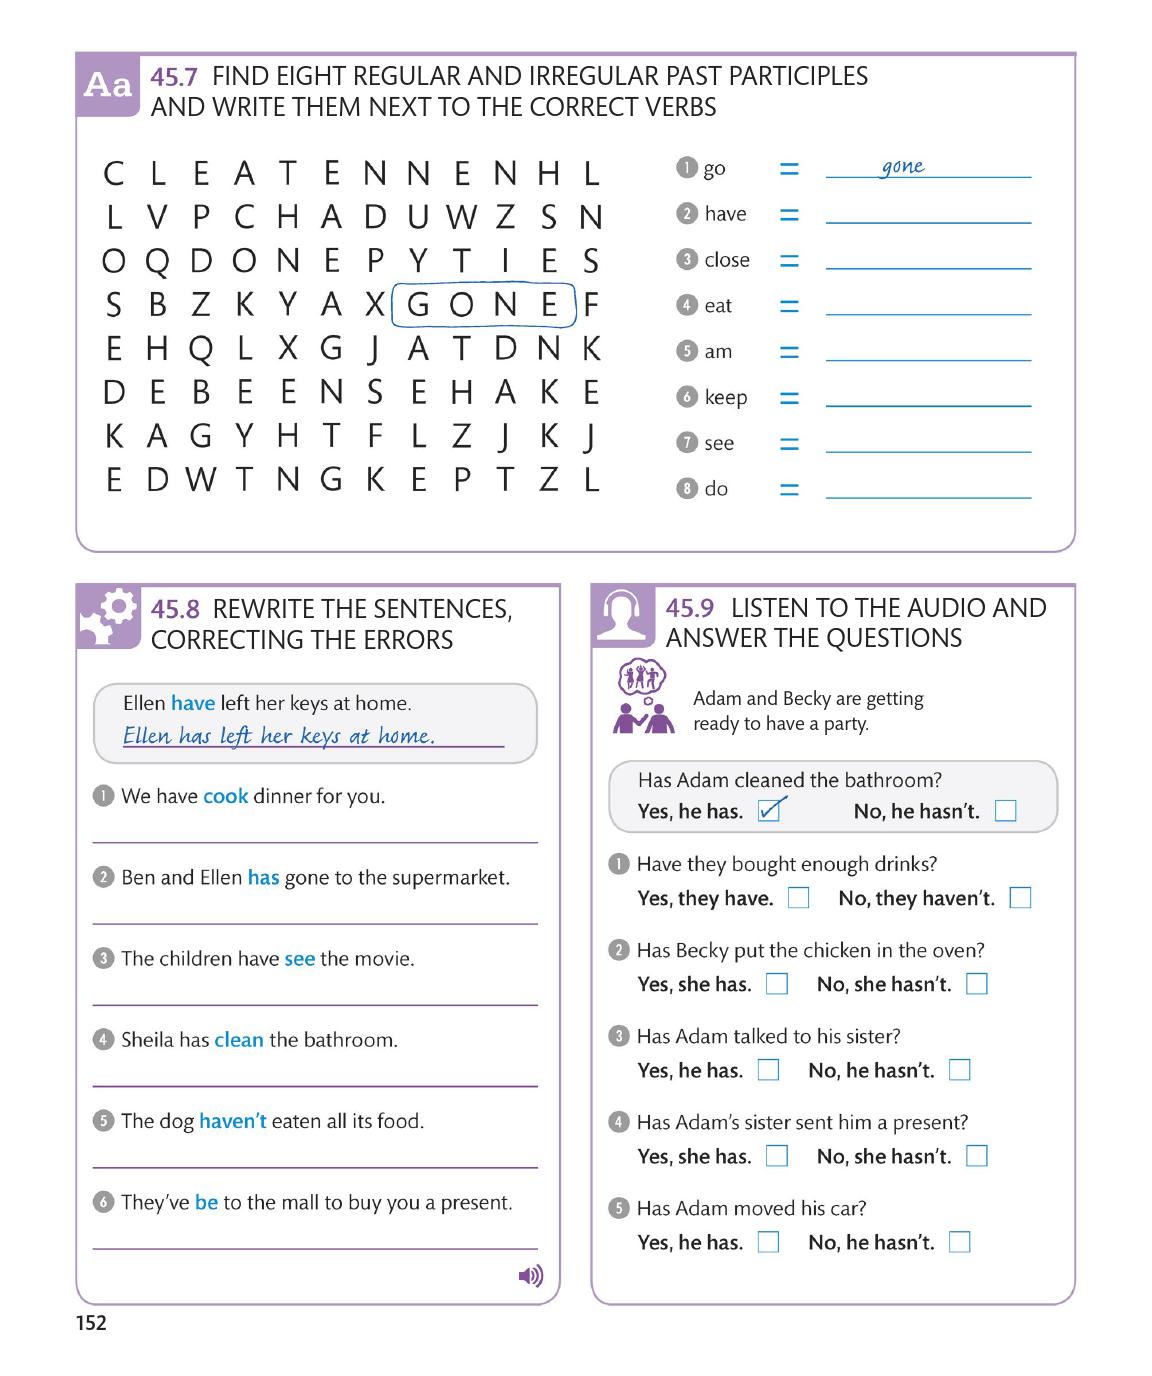 Aa 45.7 FIND EIGHT REGULAR AND IRREGULAR PAST PARTICIPLES
AND WRITE THEM NEXT TO THE CORRECT VERBS
C L E A T E N N E N H L
L V P C H A D U W Z S N
O Q D O N E P Y T I E S
S B Z K Y A X G O N E F
E H Q L X G J A T D N K
D E B E E N S E H A K E
K A G Y H T F L Z J K J
E D W T N G K E P T Z L
1 go = gone
2 have =
3 close =
4 eat =
5 am =
6 keep =
7 see =
8 do =
45.8 REWRITE THE SENTENCES,
CORRECTING THE ERRORS
Ellen have left her keys at home.
Ellen has left her keys at home.
1 We have cook dinner for you.
2 Ben and Ellen has gone to the supermarket.
3 The children have see the movie.
4 Sheila has clean the bathroom.
5 The dog haven't eaten all its food.
6 They've be to the mall to buy you a present.
45.9 LISTEN TO THE AUDIO AND
ANSWER THE QUESTIONS
Adam and Becky are getting
ready to have a party.
Has Adam cleaned the bathroom?
Yes, he has. No, he hasn't.
1 Have they bought enough drinks?
Yes, they have. No, they haven't.
2 Has Becky put the chicken in the oven?
Yes, she has. No, she hasn't.
3 Has Adam talked to his sister?
Yes, he has. No, he hasn't.
4 Has Adam's sister sent him a present?
Yes, she has. No, she hasn't.
5 Has Adam moved his car?
Yes, he has. No, he hasn't.
152